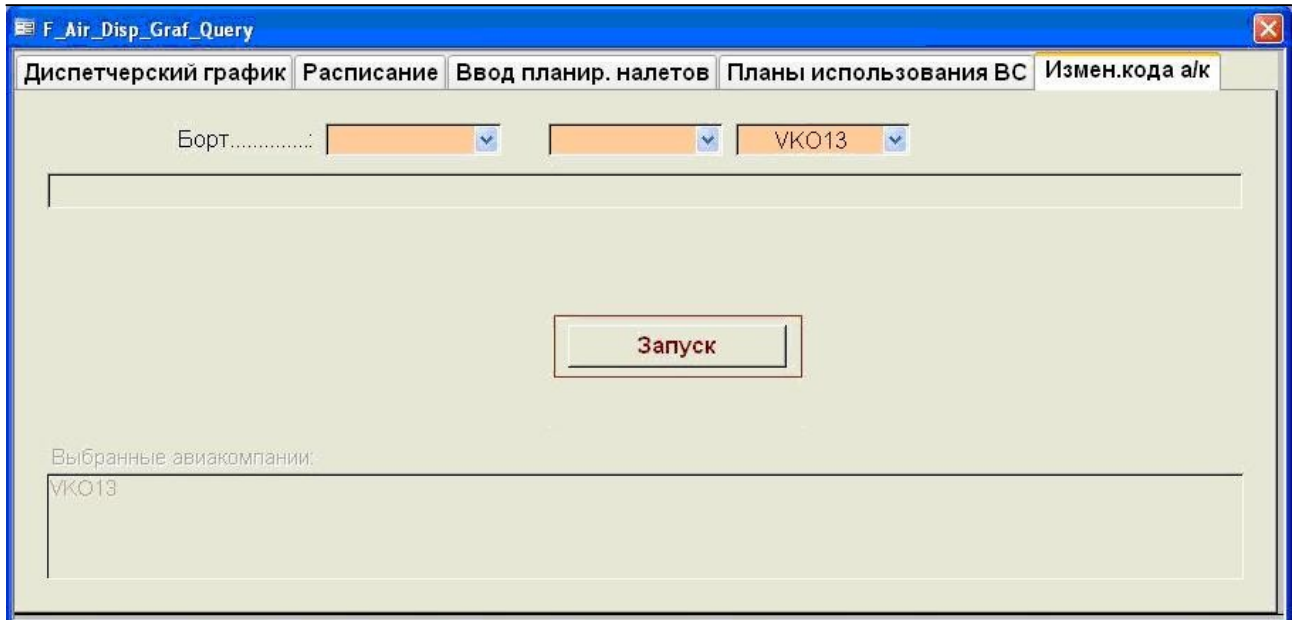 F_Air_Disp_Graf_Query
Диспетчерский график Расписание Ввод планир. налетов Планы использования ВС Измен.кода а/к
Борт..............: VKO13
Запуск
Выбранные авиакомпании:
VKO13